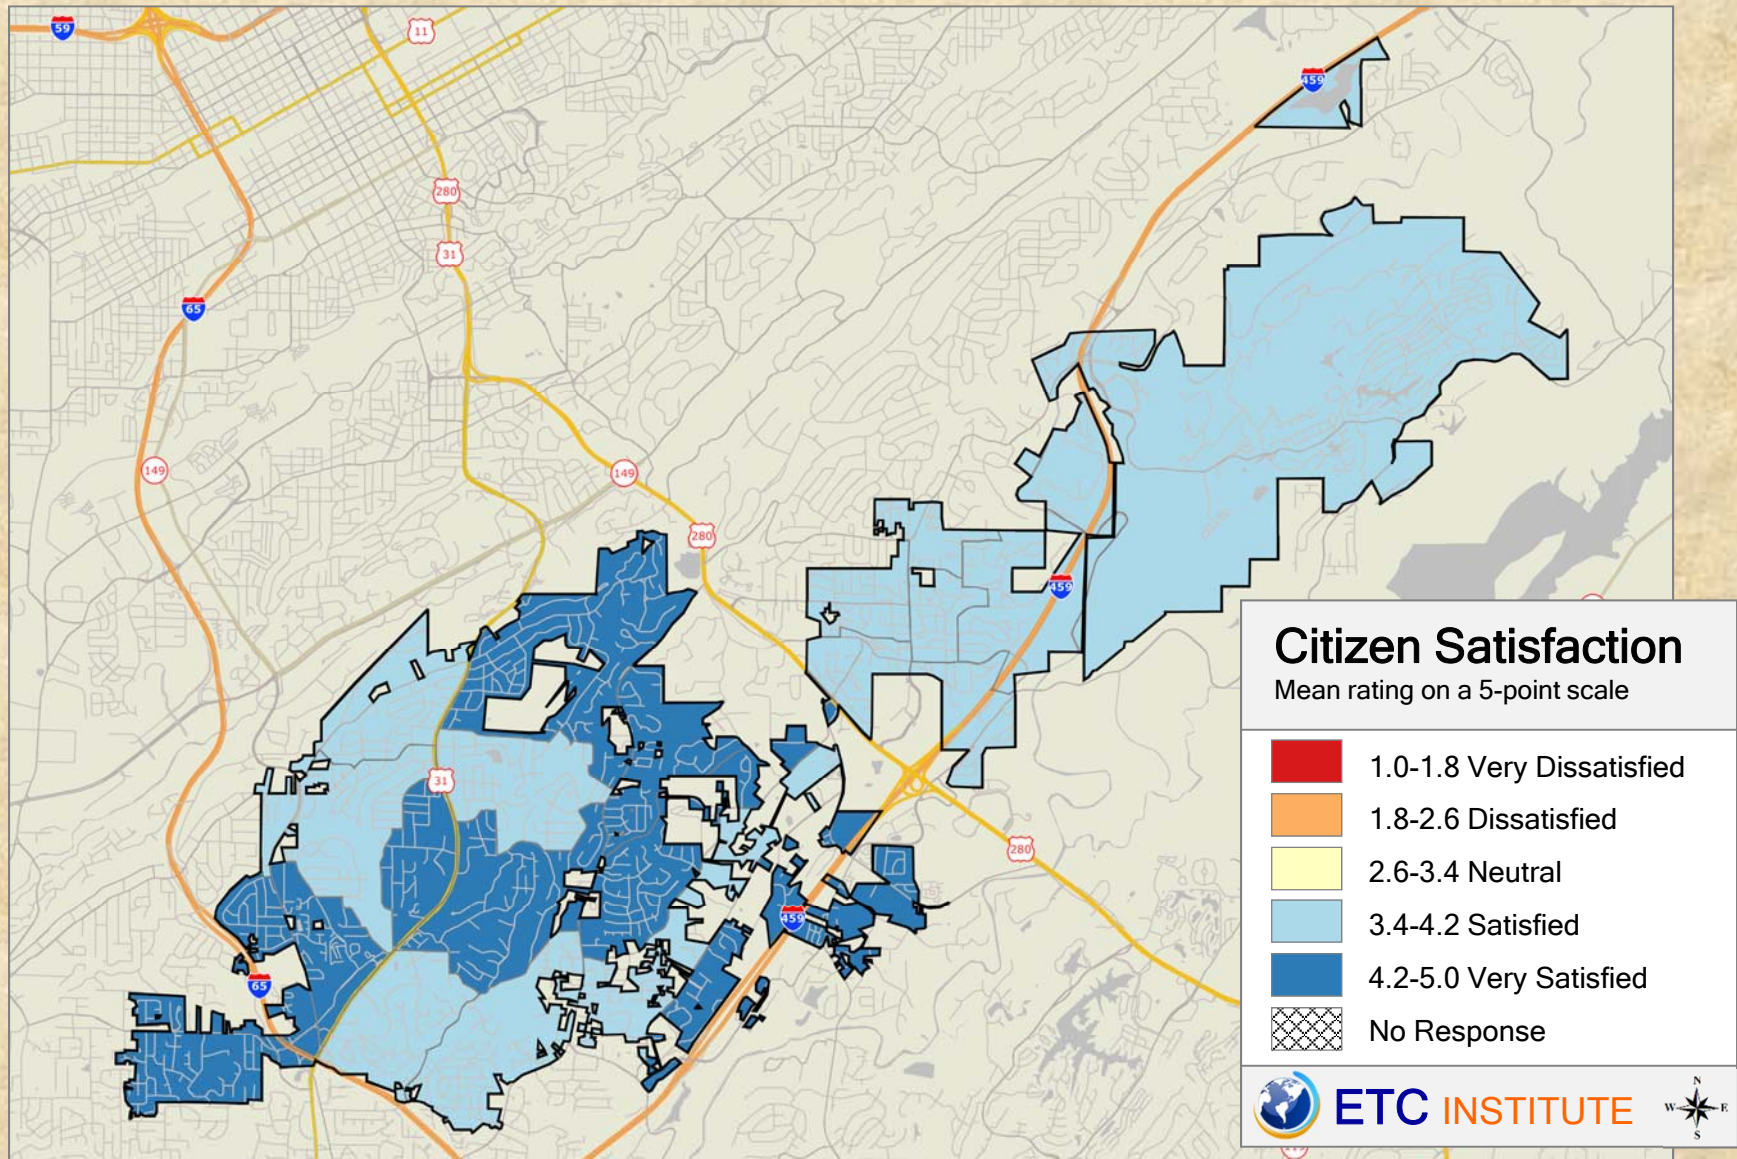 59
11
459
280
31
65
149
149
280
459
Citizen Satisfaction
Mean rating on a 5-point scale
31
1.0-1.8 Very Dissatisfied
1.8-2.6 Dissatisfied
280
2.6-3.4 Neutral
459
3.4-4.2 Satisfied
65
4.2-5.0 Very Satisfied
No Response
N
ETC INSTITUTE
W E
S